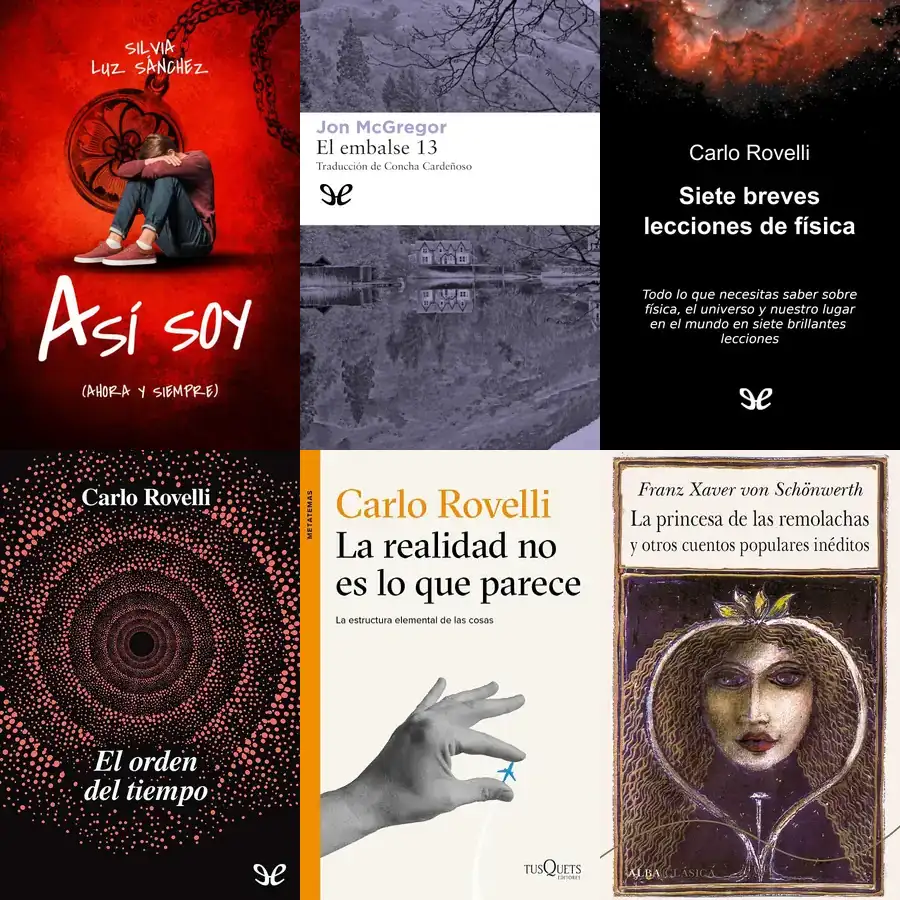 SILVIA
LUZ SÁNCHEZ
ASÍ SOY
(AHORA Y SIEMPRE)
Jon McGregor
El embalse 13
Traducción de Concha Cardeñoso
Carlo Rovelli
Siete breves
lecciones de física
Todo lo que necesitas saber sobre
física, el universo y nuestro lugar
en el mundo en siete brillantes
lecciones
Carlo Rovelli
El orden
del tiempo
METATEMAS
Carlo Rovelli
La realidad no
es lo que parece
La estructura elemental de las cosas
TUSQUETS
EDITORES
Franz Xaver von Schönwerth
La princesa de las remolachas
y otros cuentos populares inéditos
ALBA CLÁSICA